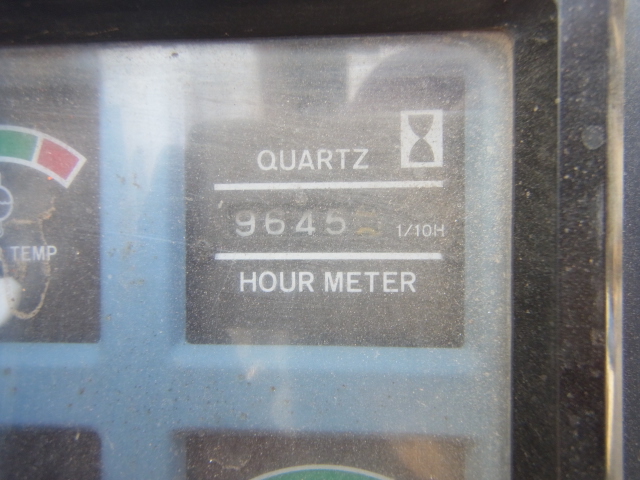 QUARTZ
9645 1/10H
HOUR METER
TEMP